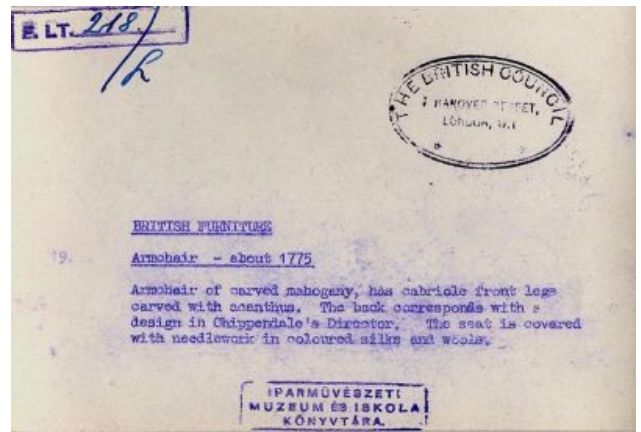 E. LT. 218.
/L
THE BRITISH COUNCIL
HANOVER STREET,
LONDON, W.1
BRITISH FURNITURE
19.
Armchair - about 1775
Armchair of carved mahogany, has cabriole front legs
carved with acanthus. The back corresponds with a
design in Chippendale's Director. The seat is covered
with needlework in coloured silks and wools.
IPARMŰVÉSZETI
MUZEUM ÉS ISKOLA
KÖNYVTÁRA.